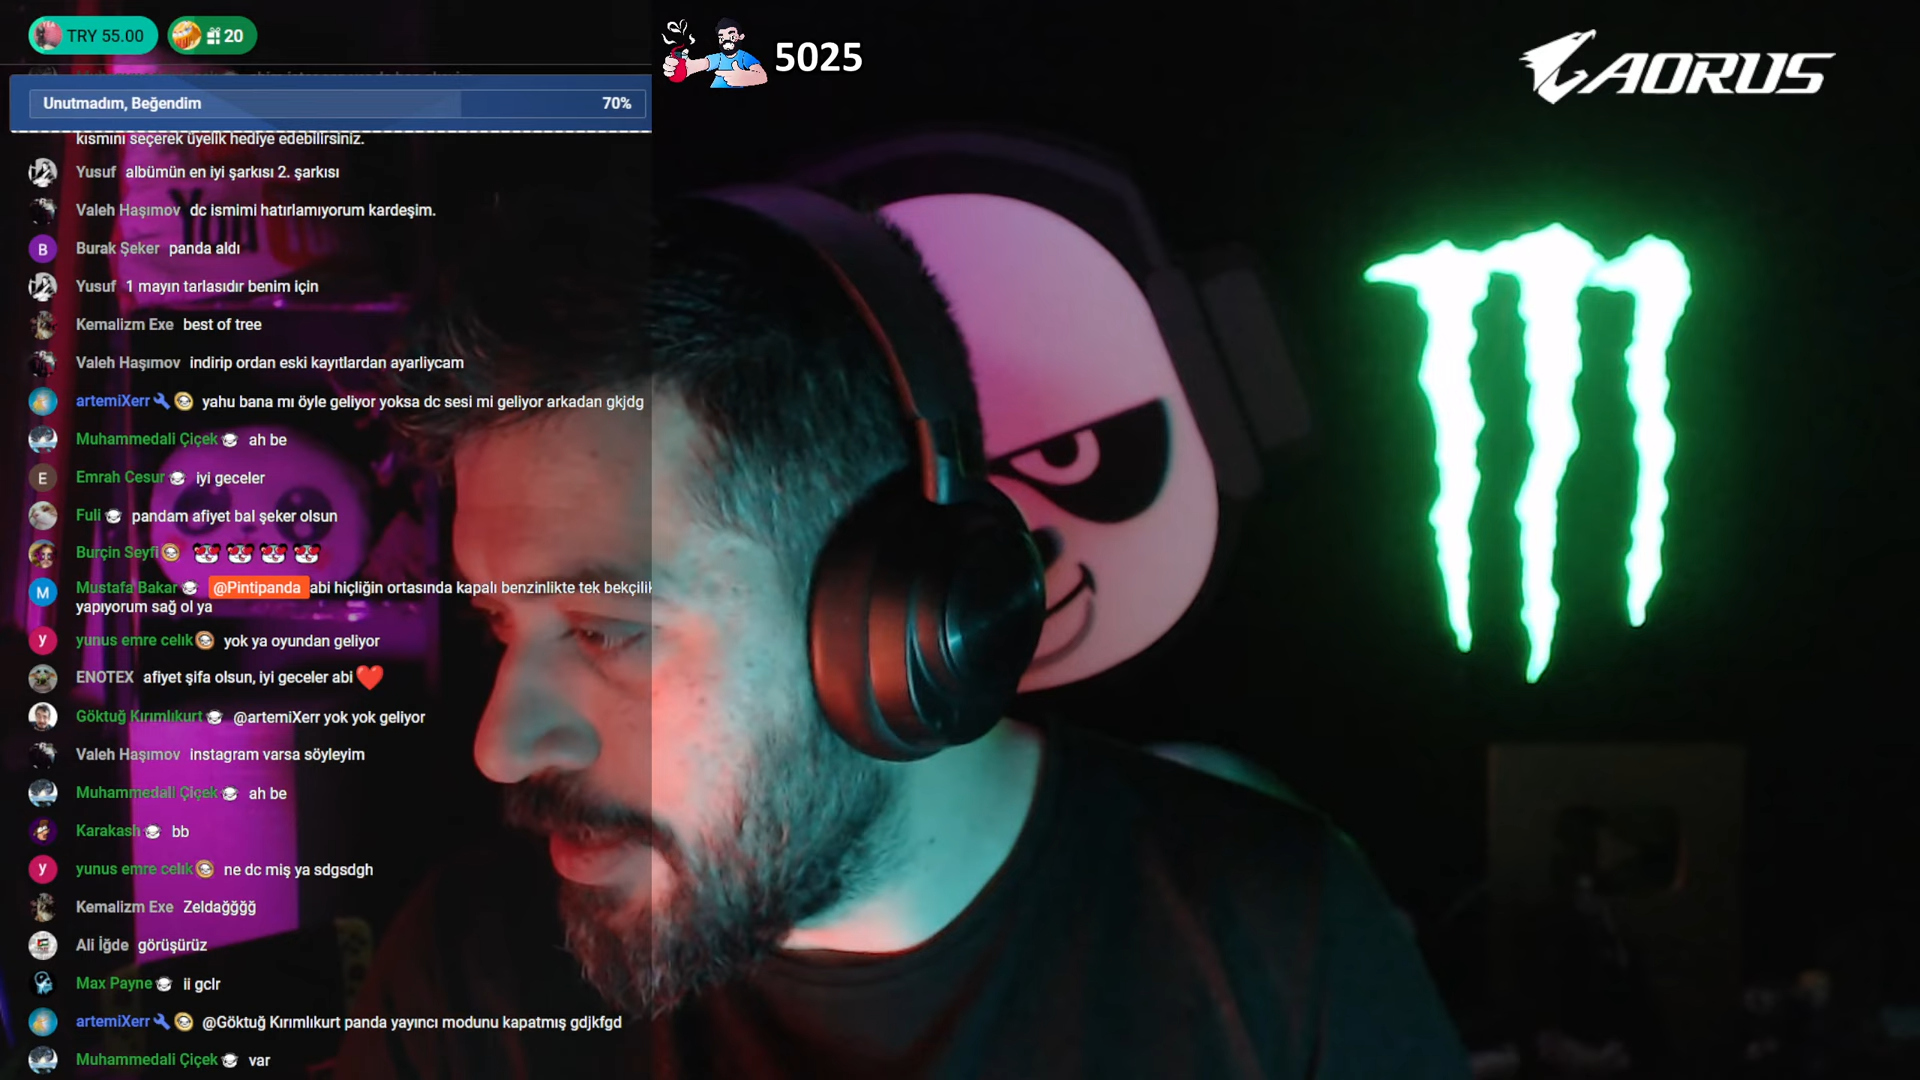 TRY 55.00
20
5025
AORUS
Unutmadım, Beğendim 70%
kısmını seçerek üyelik hediye edebilirsiniz.
Yusuf albümün en iyi şarkısı 2. şarkısı
Valeh Haşımov dc ismimi hatırlamıyorum kardeşim.
B Burak Şeker panda aldı
Yusuf 1 mayın tarlasıdır benim için
Kemalizm Exe best of tree
Valeh Haşımov indirip ordan eski kayıtlardan ayarliycam
artemiXerr yahu bana mı öyle geliyor yoksa dc sesi mi geliyor arkadan gkjdg
Muhammedali Çiçek ah be
E Emrah Cesur iyi geceler
Fuli pandam afiyet bal şeker olsun
Burçin Seyfi
M Mustafa Bakar @Pintipanda abi hiçliğin ortasında kapalı benzinlikte tek bekçilik
yapıyorum sağ ol ya
y yunus emre celık yok ya oyundan geliyor
ENOTEX afiyet şifa olsun, iyi geceler abi
Göktuğ Kırımlıkurt @artemiXerr yok yok geliyor
Valeh Haşımov instagram varsa söyleyim
Muhammedali Çiçek ah be
Karakash bb
y yunus emre celık ne dc miş ya sdgsdgh
Kemalizm Exe Zeldağğğğ
Ali İğde görüşürüz
Max Payne ii gclr
artemiXerr @Göktuğ Kırımlıkurt panda yayıncı modunu kapatmış gdjkfgd
Muhammedali Çiçek var